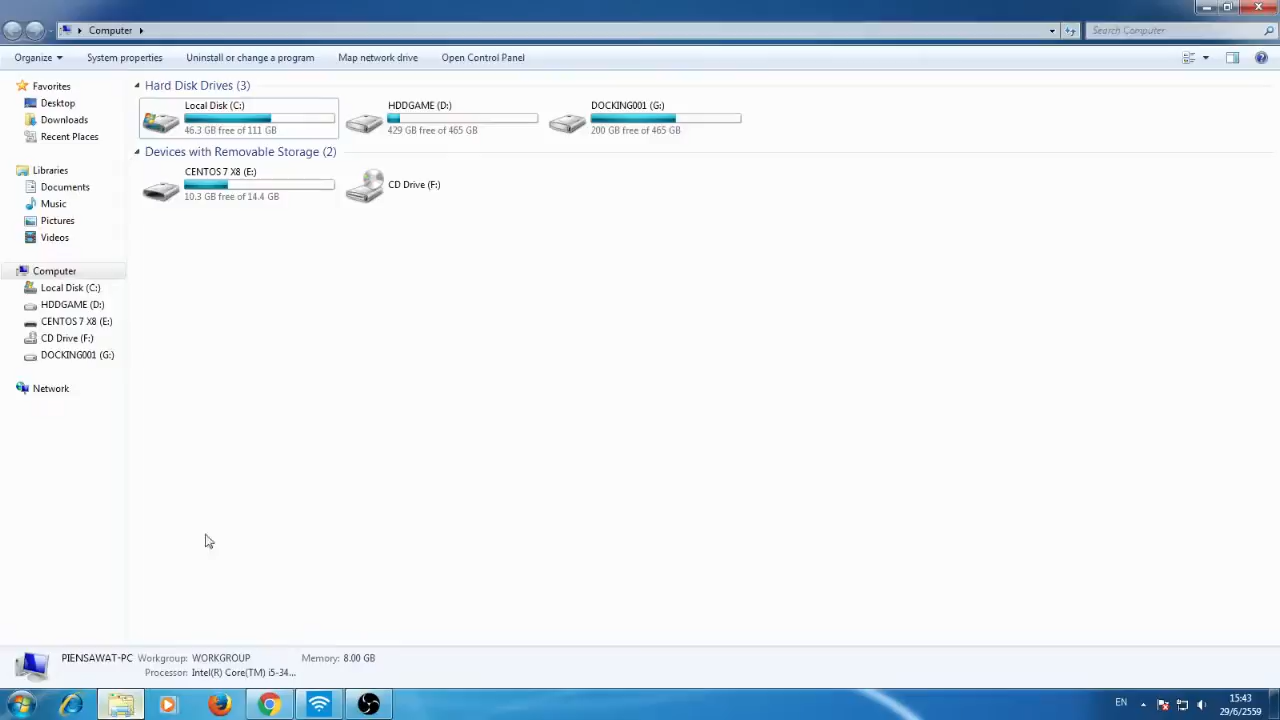 Computer
Search Computer
Organize
System properties
Uninstall or change a program
Map network drive
Open Control Panel
Favorites
Desktop
Downloads
Recent Places
Libraries
Documents
Music
Pictures
Videos
Computer
Local Disk (C:)
HDDGAME (D:)
CENTOS 7 X8 (E:)
CD Drive (F:)
DOCKING001 (G:)
Network
Hard Disk Drives (3)
Local Disk (C:)
46.3 GB free of 111 GB
HDDGAME (D:)
429 GB free of 465 GB
DOCKING001 (G:)
200 GB free of 465 GB
Devices with Removable Storage (2)
CENTOS 7 X8 (E:)
10.3 GB free of 14.4 GB
CD Drive (F:)
PIENSAWAT-PC
Workgroup: WORKGROUP
Memory: 8.00 GB
Processor: Intel(R) Core(TM) i5-34...
EN
15:43
29/6/2559